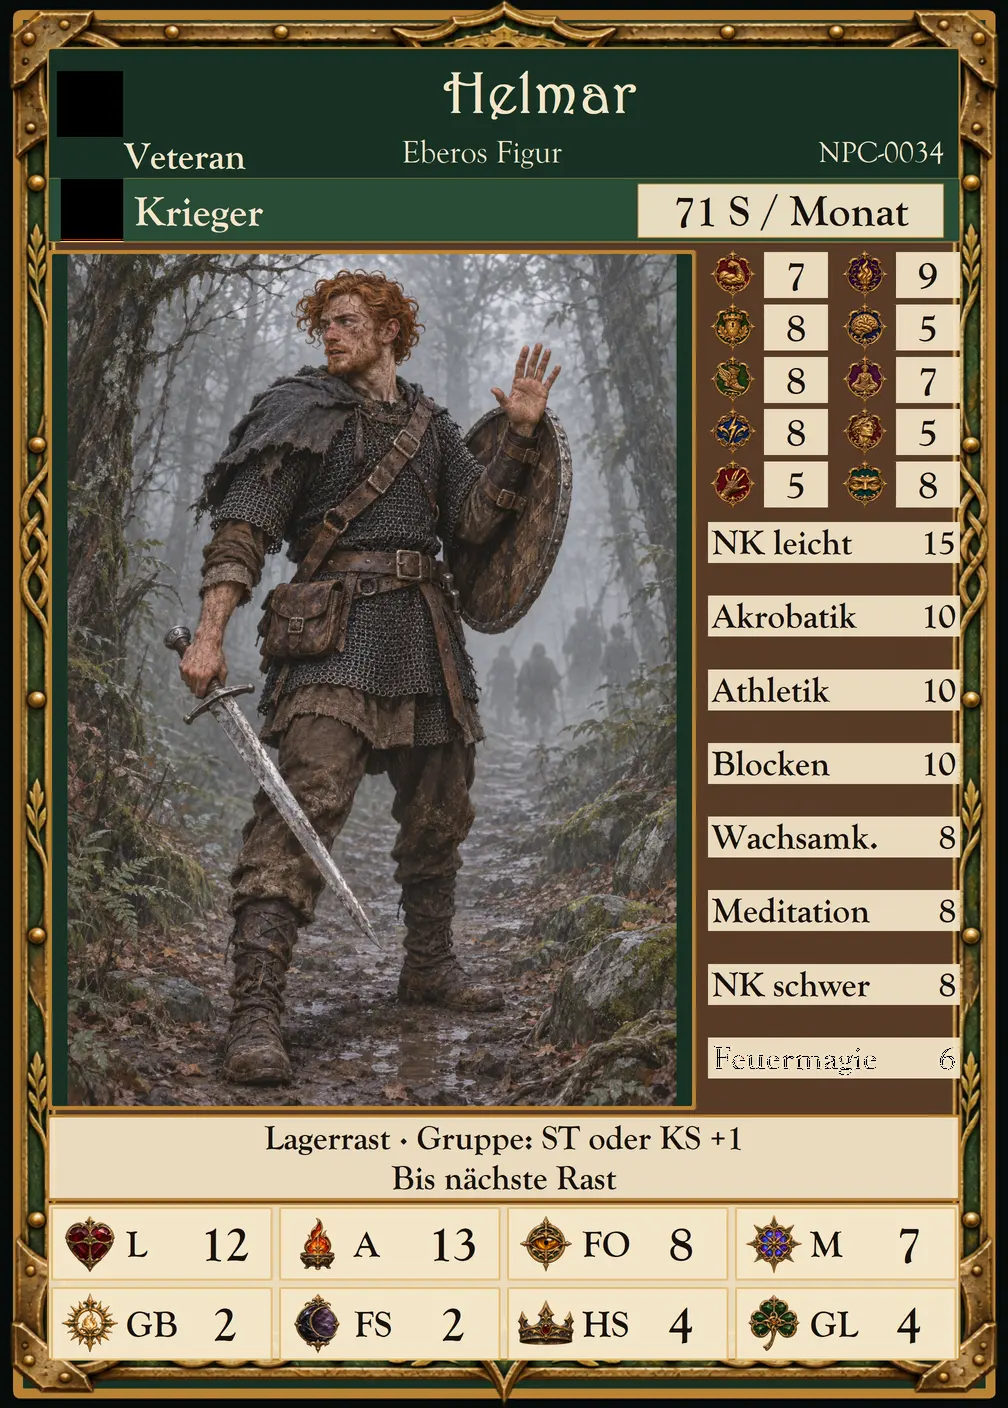 Helmar
Veteran
Eberos Figur
NPC-0034
Krieger
71 S / Monat
7 9
8 5
8 7
8 5
5 8
NK leicht 15
Akrobatik 10
Athletik 10
Blocken 10
Wachsamk. 8
Meditation 8
NK schwer 8
Feuermagie 6
Lagerrast · Gruppe: ST oder KS +1
Bis nächste Rast
L 12 A 13 FO 8 M 7
GB 2 FS 2 HS 4 GL 4